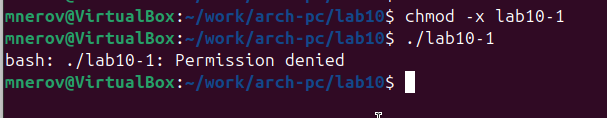 mnerov@VirtualBox:~/work/arch-pc/lab10$ chmod -x lab10-1
mnerov@VirtualBox:~/work/arch-pc/lab10$ ./lab10-1
bash: ./lab10-1: Permission denied
mnerov@VirtualBox:~/work/arch-pc/lab10$